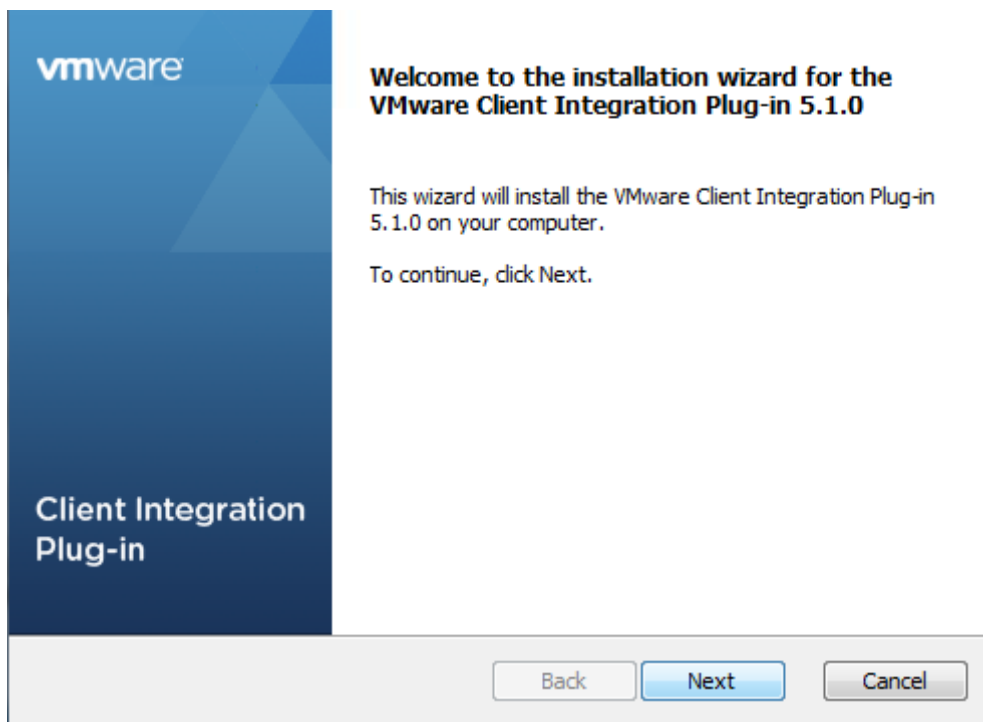 vmware
Welcome to the installation wizard for the
VMware Client Integration Plug-in 5.1.0
This wizard will install the VMware Client Integration Plug-in
5.1.0 on your computer.
To continue, click Next.
Client Integration
Plug-in
Back
Next
Cancel